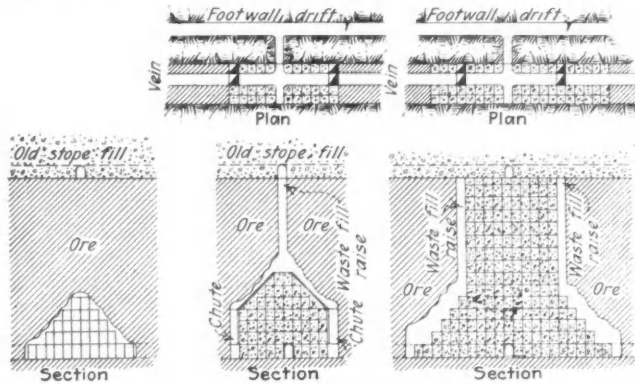 Footwall drift
Footwall drift
Vein
Vein
Plan
Plan
Old stope fill
Ore
Section
Old stope fill
Ore
Ore
Waste fill
raise
Chute
Chute
Section
Waste fill
raise
Waste fill
raise
Ore
Ore
Section